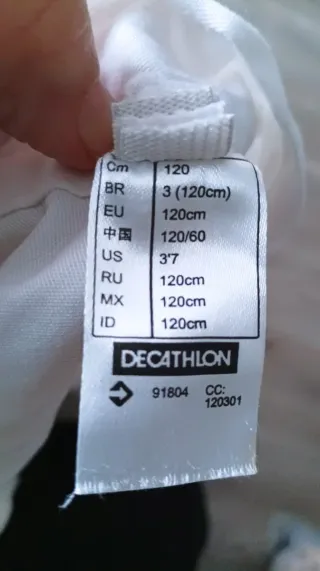 Cm 120
BR 3 (120cm)
EU 120cm
中国 120/60
US 3'7
RU 120cm
MX 120cm
ID 120cm
DECATHLON
91804 CC:
120301